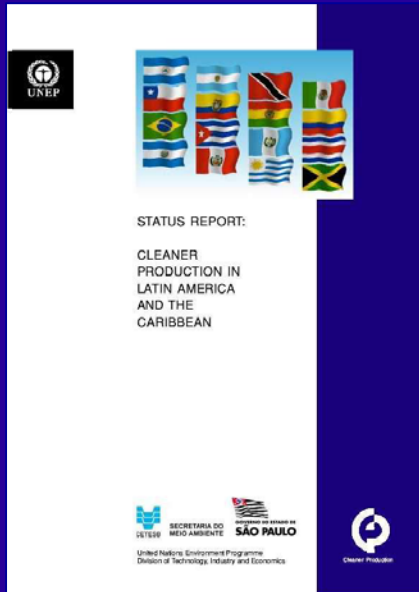 UNEP
STATUS REPORT:
CLEANER
PRODUCTION IN
LATIN AMERICA
AND THE
CARIBBEAN
CETESB
SECRETARIA DO
MEIO AMBIENTE
GOVERNO DO ESTADO DE
SÃO PAULO
United Nations Environment Programme
Division of Technology, Industry and Economics
Cleaner Production